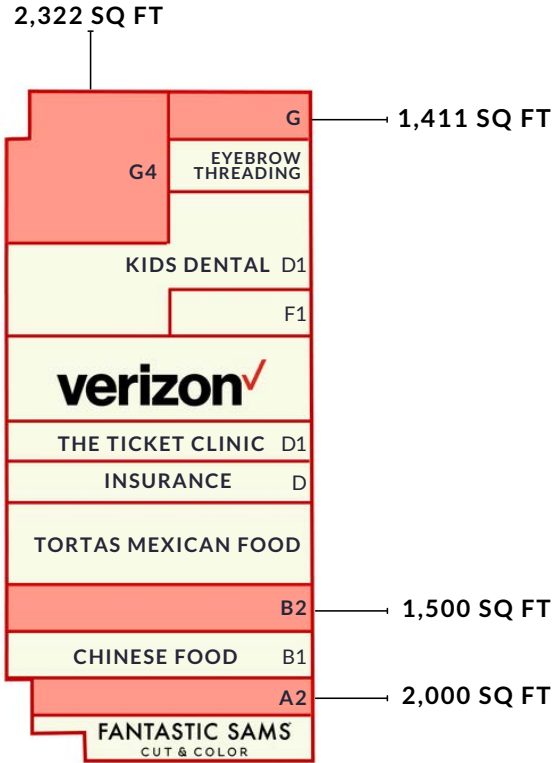 2,322 SQ FT
G
1,411 SQ FT
EYEBROW
THREADING
G4
KIDS DENTAL D1
F1
verizon
THE TICKET CLINIC D1
INSURANCE D
TORTAS MEXICAN FOOD
B2
1,500 SQ FT
CHINESE FOOD B1
A2
2,000 SQ FT
FANTASTIC SAMS
CUT & COLOR